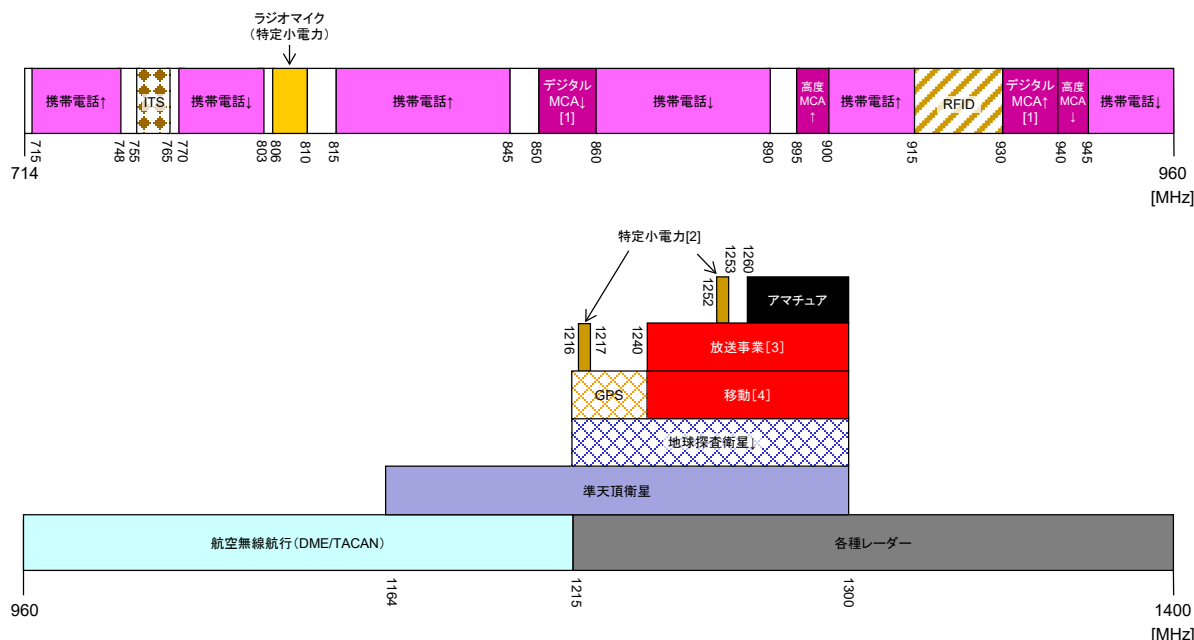 ラジオマイク
（特定小電力）
携帯電話↑
ITS
携帯電話↓
携帯電話↑
デジタル
MCA↓
[1]
携帯電話↓
高度
MCA
↑
携帯電話↑
RFID
デジタル
MCA↑
[1]
高度
MCA
↓
携帯電話↓
714
715
748
755
765
770
803
806
810
815
845
850
860
890
895
900
915
930
940
945
960
[MHz]
特定小電力[2]
1252
1253
1260
アマチュア
1216
1217
1240
放送事業[3]
GPS
移動[4]
地球探査衛星↓
準天頂衛星
航空無線航行（DME/TACAN）
各種レーダー
960
1164
1215
1300
1400
[MHz]